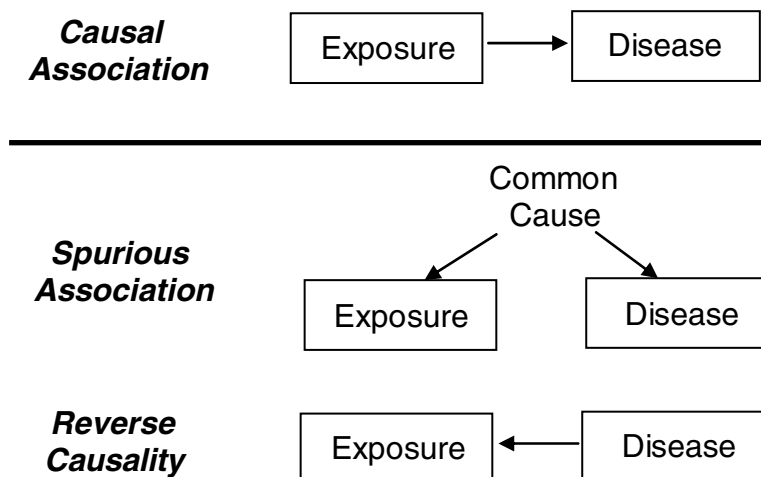 Causal
Association
Exposure
Disease
Common
Cause
Spurious
Association
Exposure
Disease
Reverse
Causality
Exposure
Disease